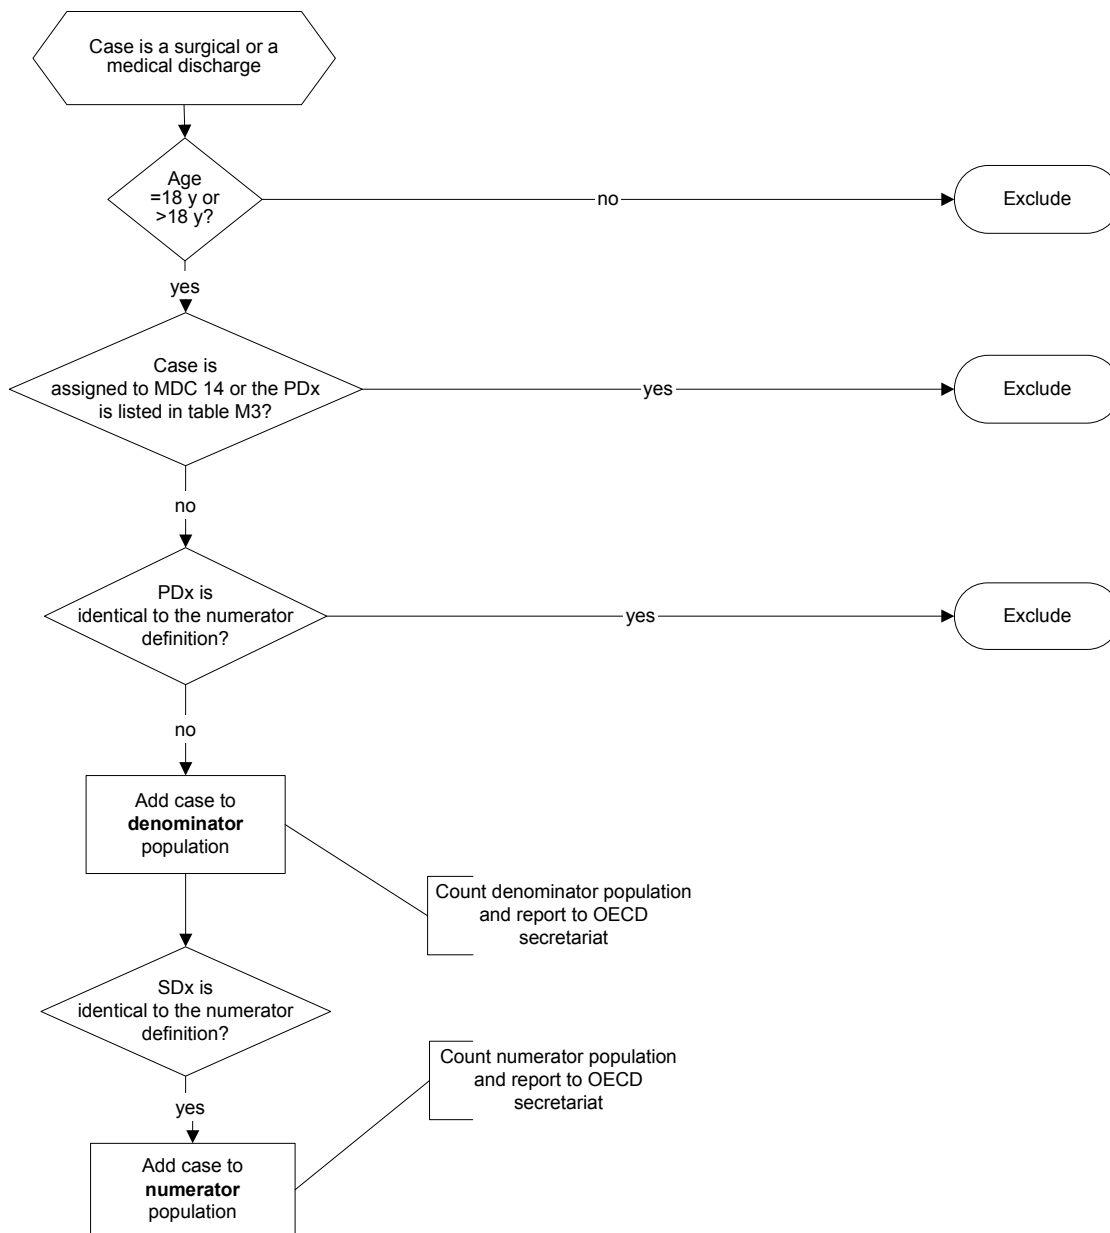 Case is a surgical or a
medical discharge
Age
=18 y or
>18 y?
no
Exclude
yes
Case is
assigned to MDC 14 or the PDx
is listed in table M3?
yes
Exclude
no
PDx is
identical to the numerator
definition?
yes
Exclude
no
Add case to
denominator
population
Count denominator population
and report to OECD
secretariat
SDx is
identical to the numerator
definition?
Count numerator population
and report to OECD
secretariat
yes
Add case to
numerator
population